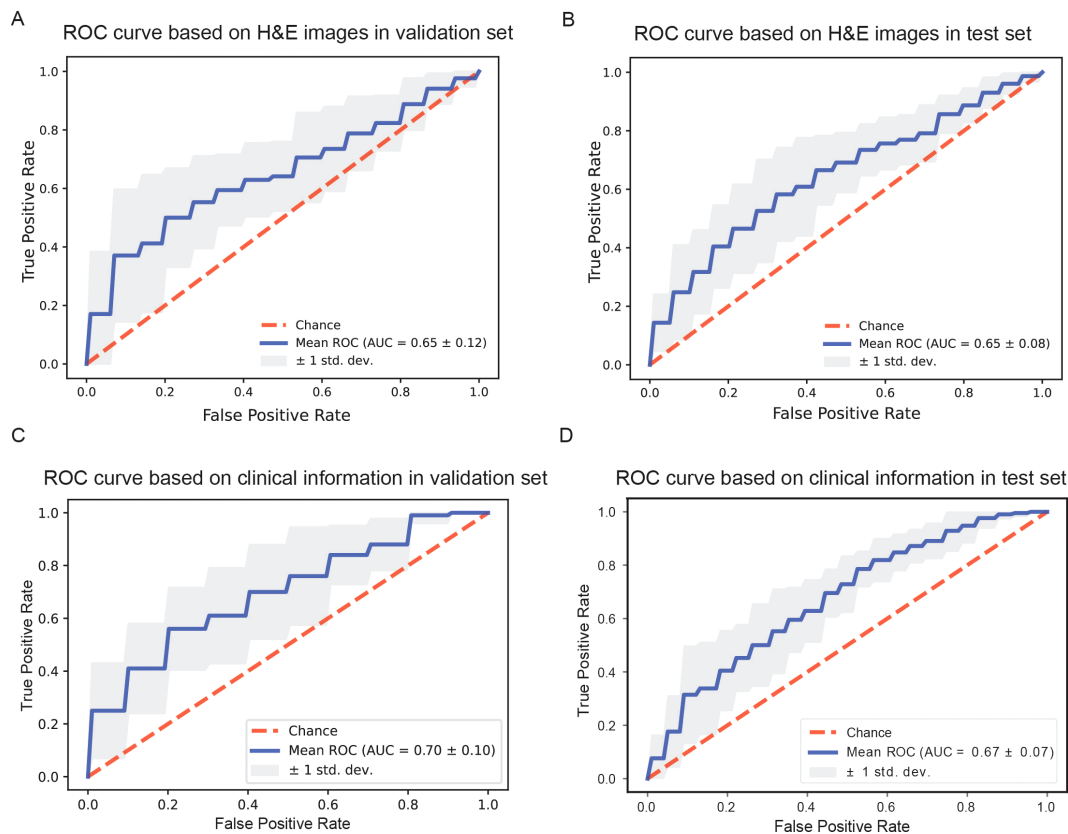 A
ROC curve based on H&E images in validation set
1.0
0.8
0.6
0.4
0.2
0.0
True Positive Rate
Chance
Mean ROC (AUC = 0.65 ± 0.12)
± 1 std. dev.
0.0 0.2 0.4 0.6 0.8 1.0
False Positive Rate
B
ROC curve based on H&E images in test set
1.0
0.8
0.6
0.4
0.2
0.0
True Positive Rate
Chance
Mean ROC (AUC = 0.65 ± 0.08)
± 1 std. dev.
0.0 0.2 0.4 0.6 0.8 1.0
False Positive Rate
C
ROC curve based on clinical information in validation set
1.0
0.8
0.6
0.4
0.2
0.0
True Positive Rate
Chance
Mean ROC (AUC = 0.70 ± 0.10)
± 1 std. dev.
0.0 0.2 0.4 0.6 0.8 1.0
False Positive Rate
D
ROC curve based on clinical information in test set
1.0
0.8
0.6
0.4
0.2
0.0
True Positive Rate
Chance
Mean ROC (AUC = 0.67 ± 0.07)
± 1 std. dev.
0.0 0.2 0.4 0.6 0.8 1.0
False Positive Rate